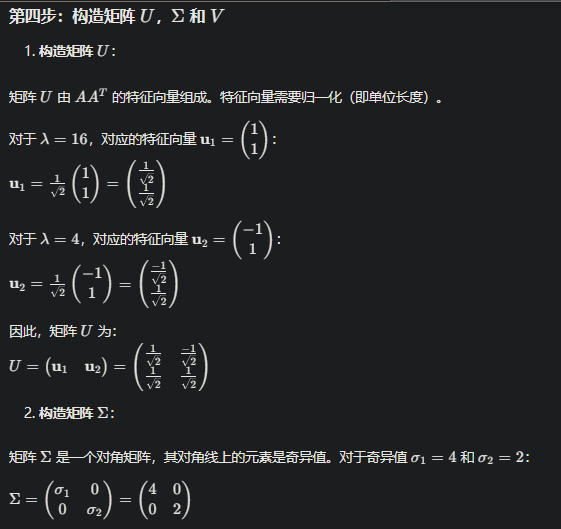 第四步：构造矩阵 $U$，$\Sigma$ 和 $V$
1. 构造矩阵 $U$：
矩阵 $U$ 由 $AA^T$ 的特征向量组成。特征向量需要归一化（即单位长度）。
对于 $\lambda = 16$，对应的特征向量 $\mathbf{u}_1 = \begin{pmatrix} 1 \\ 1 \end{pmatrix}$：
$\mathbf{u}_1 = \frac{1}{\sqrt{2}} \begin{pmatrix} 1 \\ 1 \end{pmatrix} = \begin{pmatrix} \frac{1}{\sqrt{2}} \\ \frac{1}{\sqrt{2}} \end{pmatrix}$
对于 $\lambda = 4$，对应的特征向量 $\mathbf{u}_2 = \begin{pmatrix} -1 \\ 1 \end{pmatrix}$：
$\mathbf{u}_2 = \frac{1}{\sqrt{2}} \begin{pmatrix} -1 \\ 1 \end{pmatrix} = \begin{pmatrix} \frac{-1}{\sqrt{2}} \\ \frac{1}{\sqrt{2}} \end{pmatrix}$
因此，矩阵 $U$ 为：
$U = \begin{pmatrix} \mathbf{u}_1 & \mathbf{u}_2 \end{pmatrix} = \begin{pmatrix} \frac{1}{\sqrt{2}} & \frac{-1}{\sqrt{2}} \\ \frac{1}{\sqrt{2}} & \frac{1}{\sqrt{2}} \end{pmatrix}$
2. 构造矩阵 $\Sigma$：
矩阵 $\Sigma$ 是一个对角矩阵，其对角线上的元素是奇异值。对于奇异值 $\sigma_1 = 4$ 和 $\sigma_2 = 2$：
$\Sigma = \begin{pmatrix} \sigma_1 & 0 \\ 0 & \sigma_2 \end{pmatrix} = \begin{pmatrix} 4 & 0 \\ 0 & 2 \end{pmatrix}$